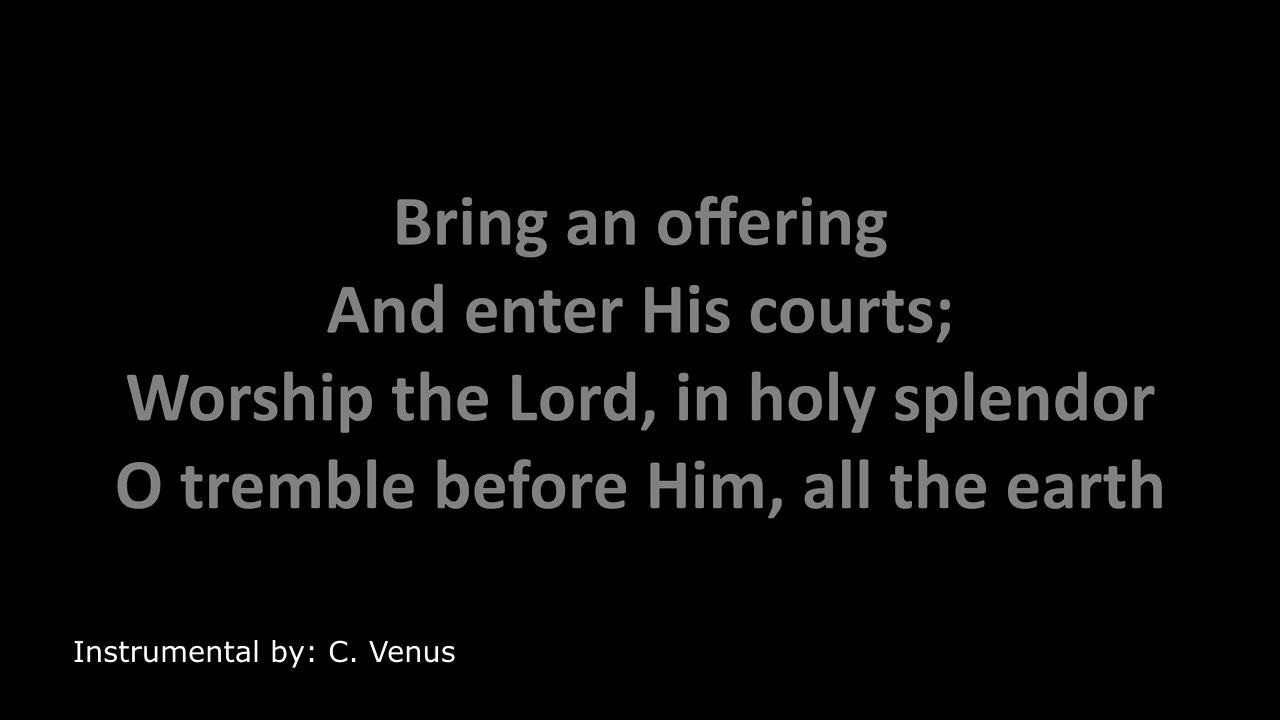 Bring an offering
And enter His courts;
Worship the Lord, in holy splendor
O tremble before Him, all the earth
Instrumental by: C. Venus